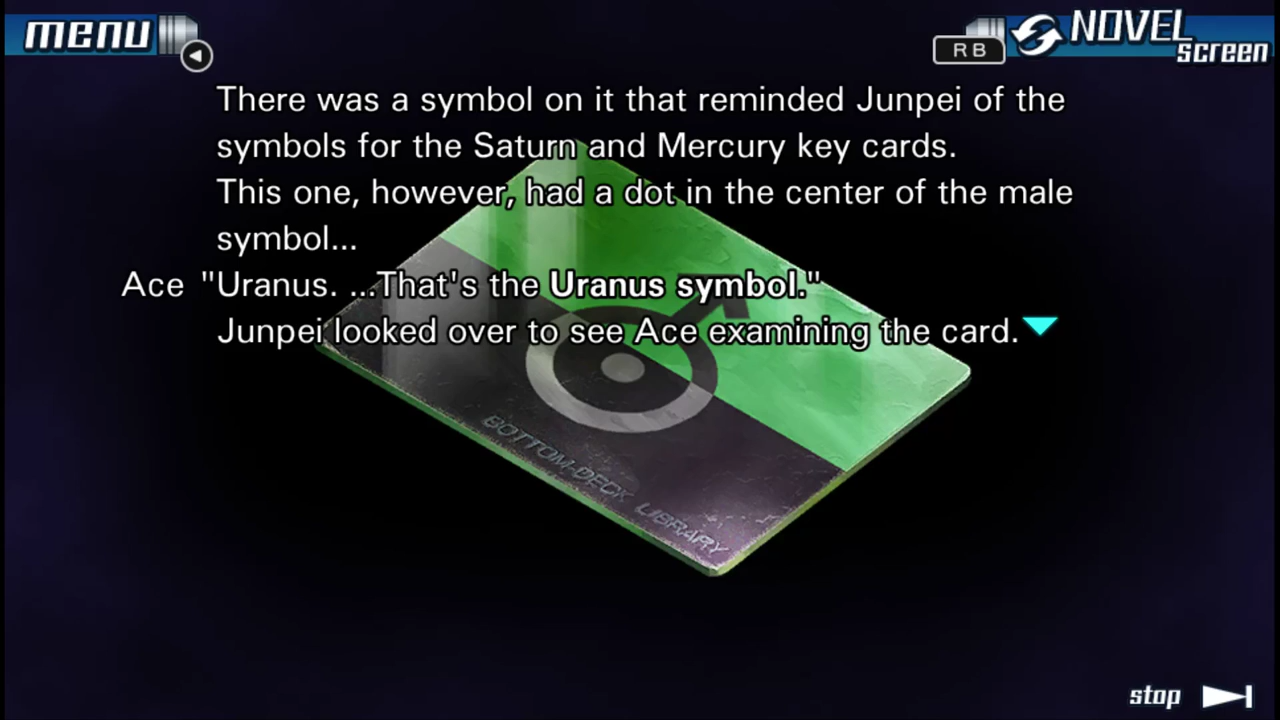 menu
RB
NOVEL
screen
There was a symbol on it that reminded Junpei of the
symbols for the Saturn and Mercury key cards.
This one, however, had a dot in the center of the male
symbol...
Ace "Uranus. ...That's the Uranus symbol."
Junpei looked over to see Ace examining the card.
BOTTOM-DECK LIBRARY
stop